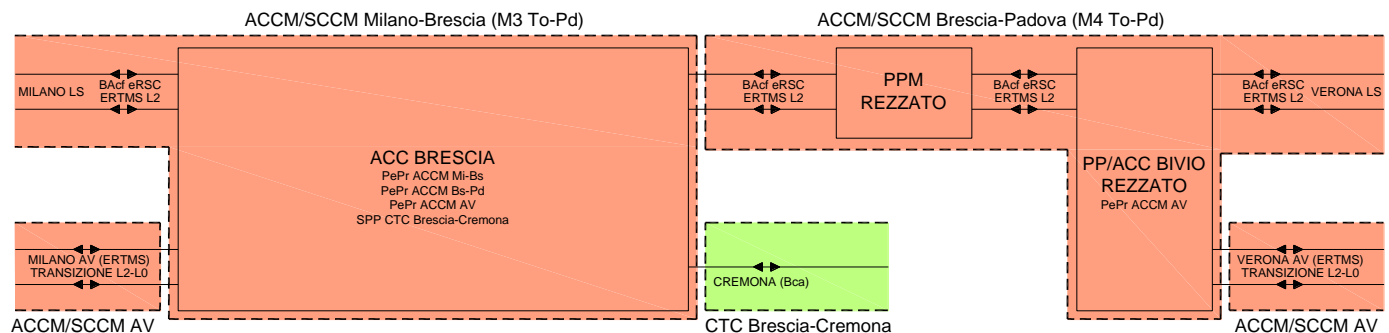 ACCM/SCCM Milano-Brescia (M3 To-Pd)
ACCM/SCCM Brescia-Padova (M4 To-Pd)
MILANO LS
BAcf eRSC
ERTMS L2
BAcf eRSC
ERTMS L2
PPM
REZZATO
BAcf eRSC
ERTMS L2
BAcf eRSC
ERTMS L2
VERONA LS
ACC BRESCIA
PePr ACCM Mi-Bs
PePr ACCM Bs-Pd
PePr ACCM AV
SPP CTC Brescia-Cremona
PP/ACC BIVIO
REZZATO
PePr ACCM AV
MILANO AV (ERTMS)
TRANSIZIONE L2-L0
CREMONA (Bca)
VERONA AV (ERTMS)
TRANSIZIONE L2-L0
ACCM/SCCM AV
CTC Brescia-Cremona
ACCM/SCCM AV